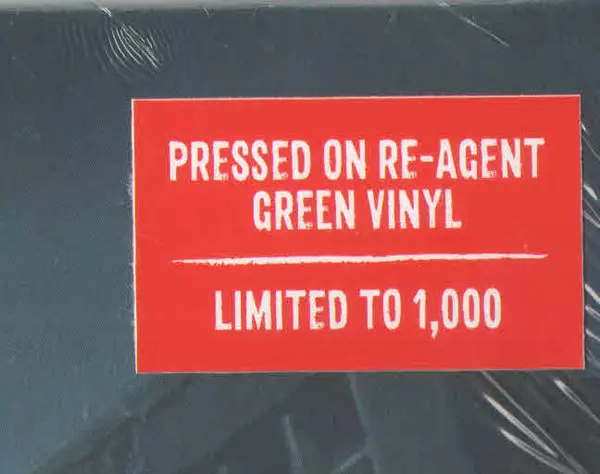 PRESSED ON RE-AGENT
GREEN VINYL
LIMITED TO 1,000